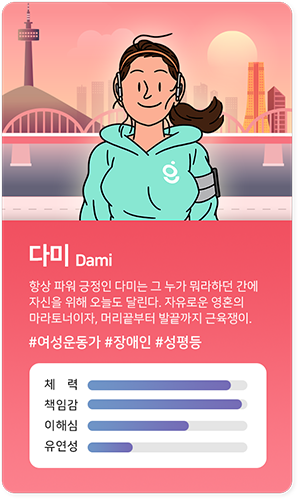 다미 Dami
항상 파워 긍정인 다미는 그 누가 뭐라하던 간에
자신을 위해 오늘도 달린다. 자유로운 영혼의
마라토너이자, 머리끝부터 발끝까지 근육쟁이.
#여성운동가 #장애인 #성평등
체 력
책임감
이해심
유연성